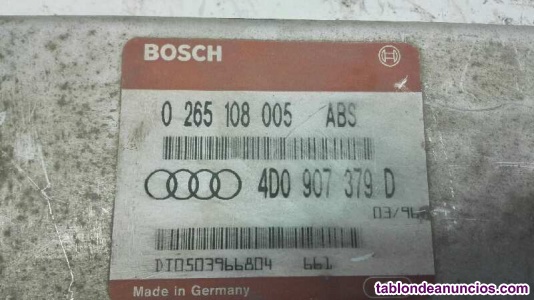 BOSCH
0 265 108 005 ABS
4D0 907 379 D
03/96
DI0503966804 661
Made in Germany
tablondeanuncios.com